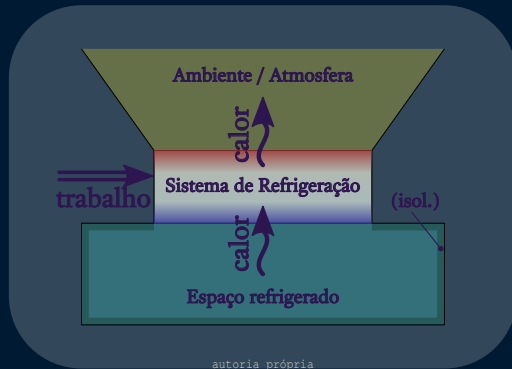 Ambiente / Atmosfera
calor
trabalho
Sistema de Refrigeração
(isol.)
calor
Espaço refrigerado
autoria própria